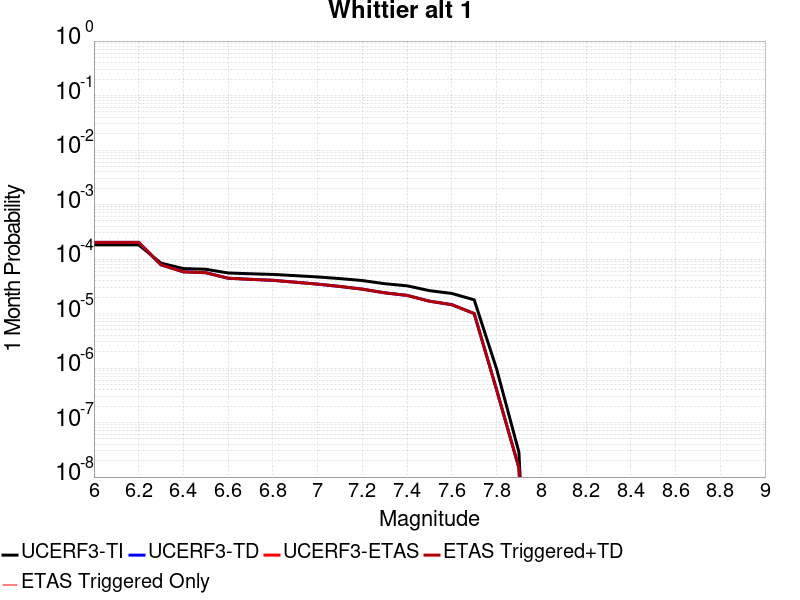 Whittier alt 1
10^0
10^-1
10^-2
10^-3
10^-4
10^-5
10^-6
10^-7
10^-8
1 Month Probability
6 6.2 6.4 6.6 6.8 7 7.2 7.4 7.6 7.8 8 8.2 8.4 8.6 8.8 9
Magnitude
UCERF3-TI UCERF3-TD UCERF3-ETAS ETAS Triggered+TD
ETAS Triggered Only